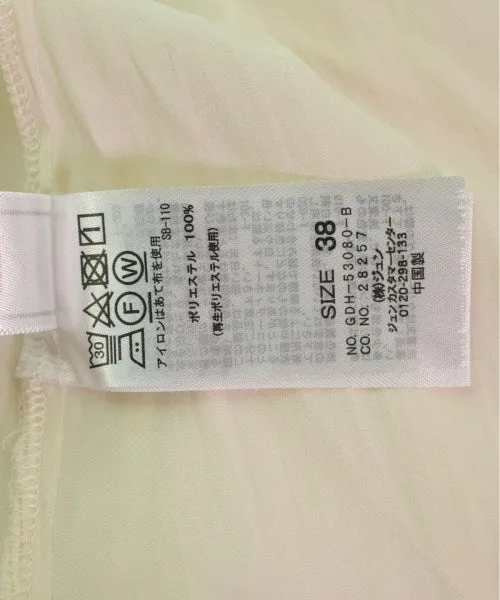 30
F
W
アイロンはあて布を使用
SB-110
ポリエステル 100%
(再生ポリエステル使用)
SIZE 38
NO. GDH-53080-B
CO. NO. 28257
(株)ジュン
ジュンカスタマーセンター
0120-298-133
中国製